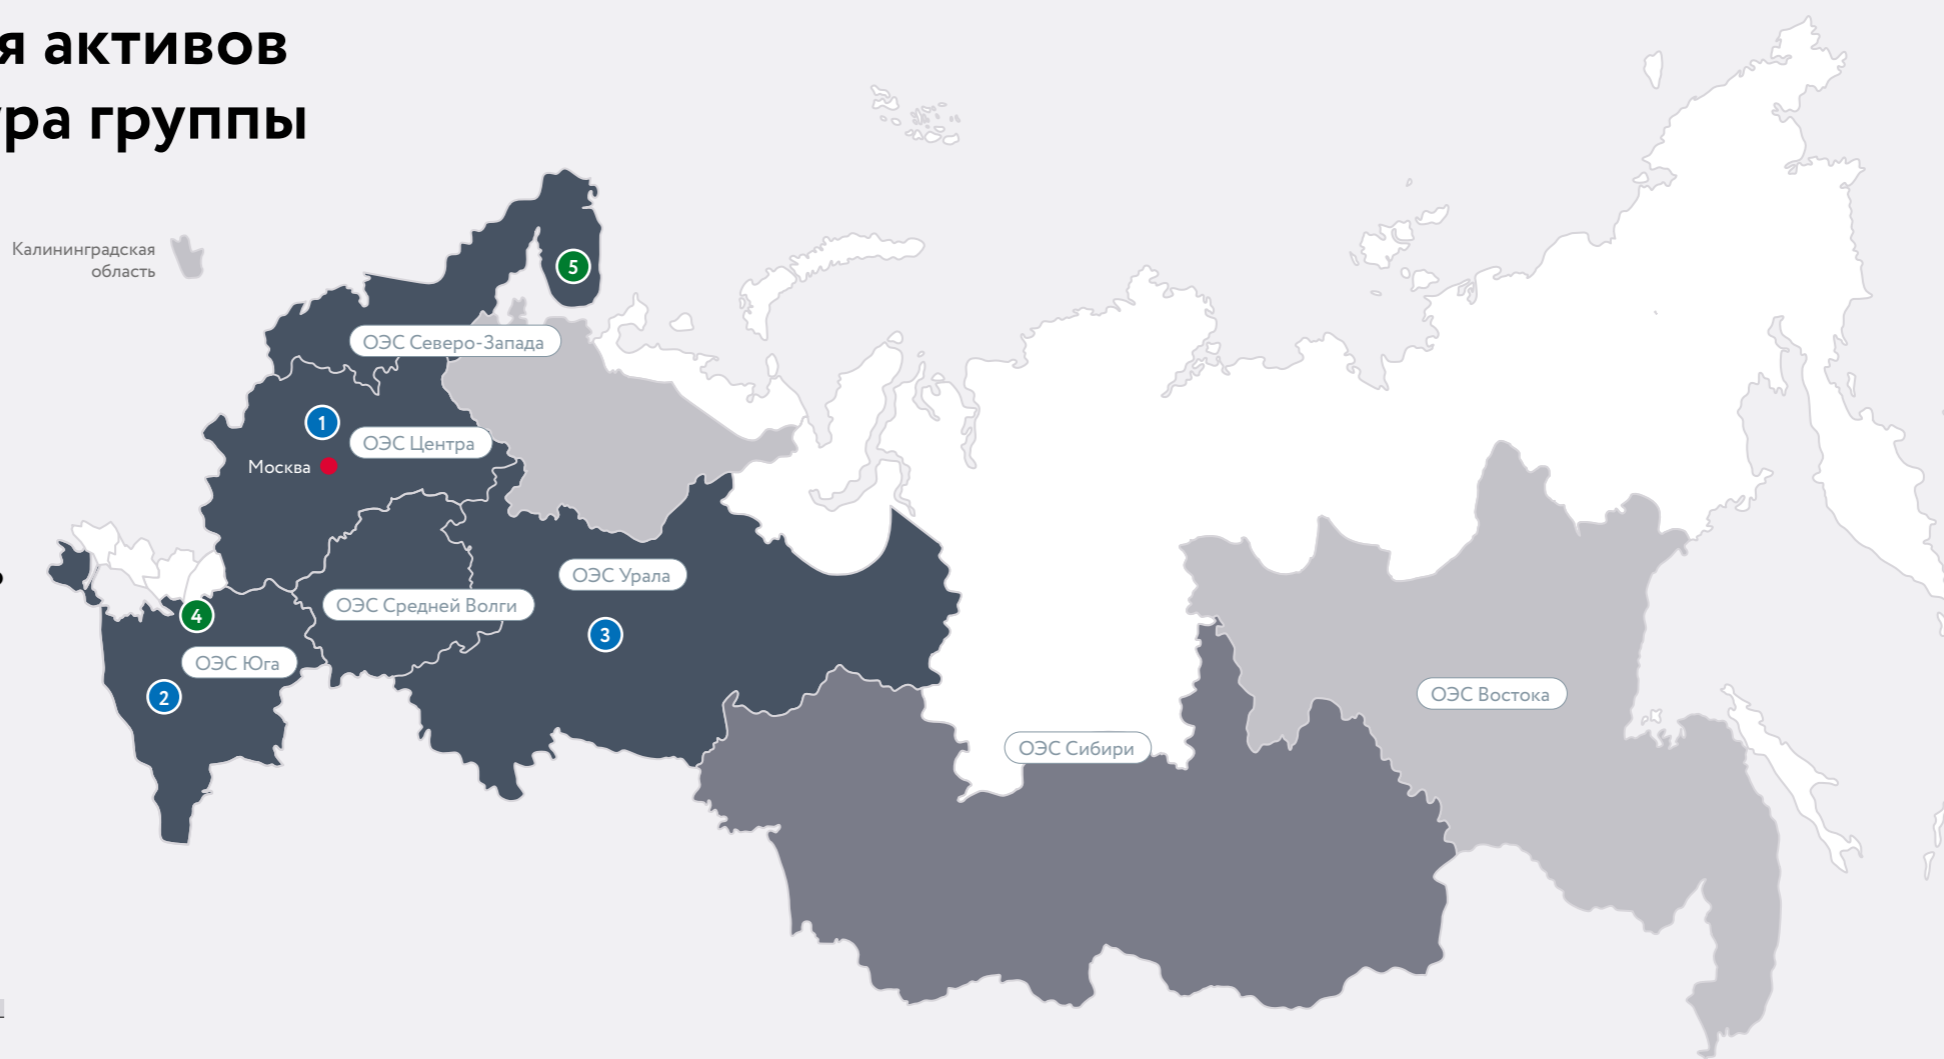 я активов
ура группы
Калининградская
область
5
ОЭС Северо-Запада
1
ОЭС Центра
Москва
ОЭС Урала
ОЭС Средней Волги
4
3
ОЭС Юга
2
ОЭС Востока
ОЭС Сибири